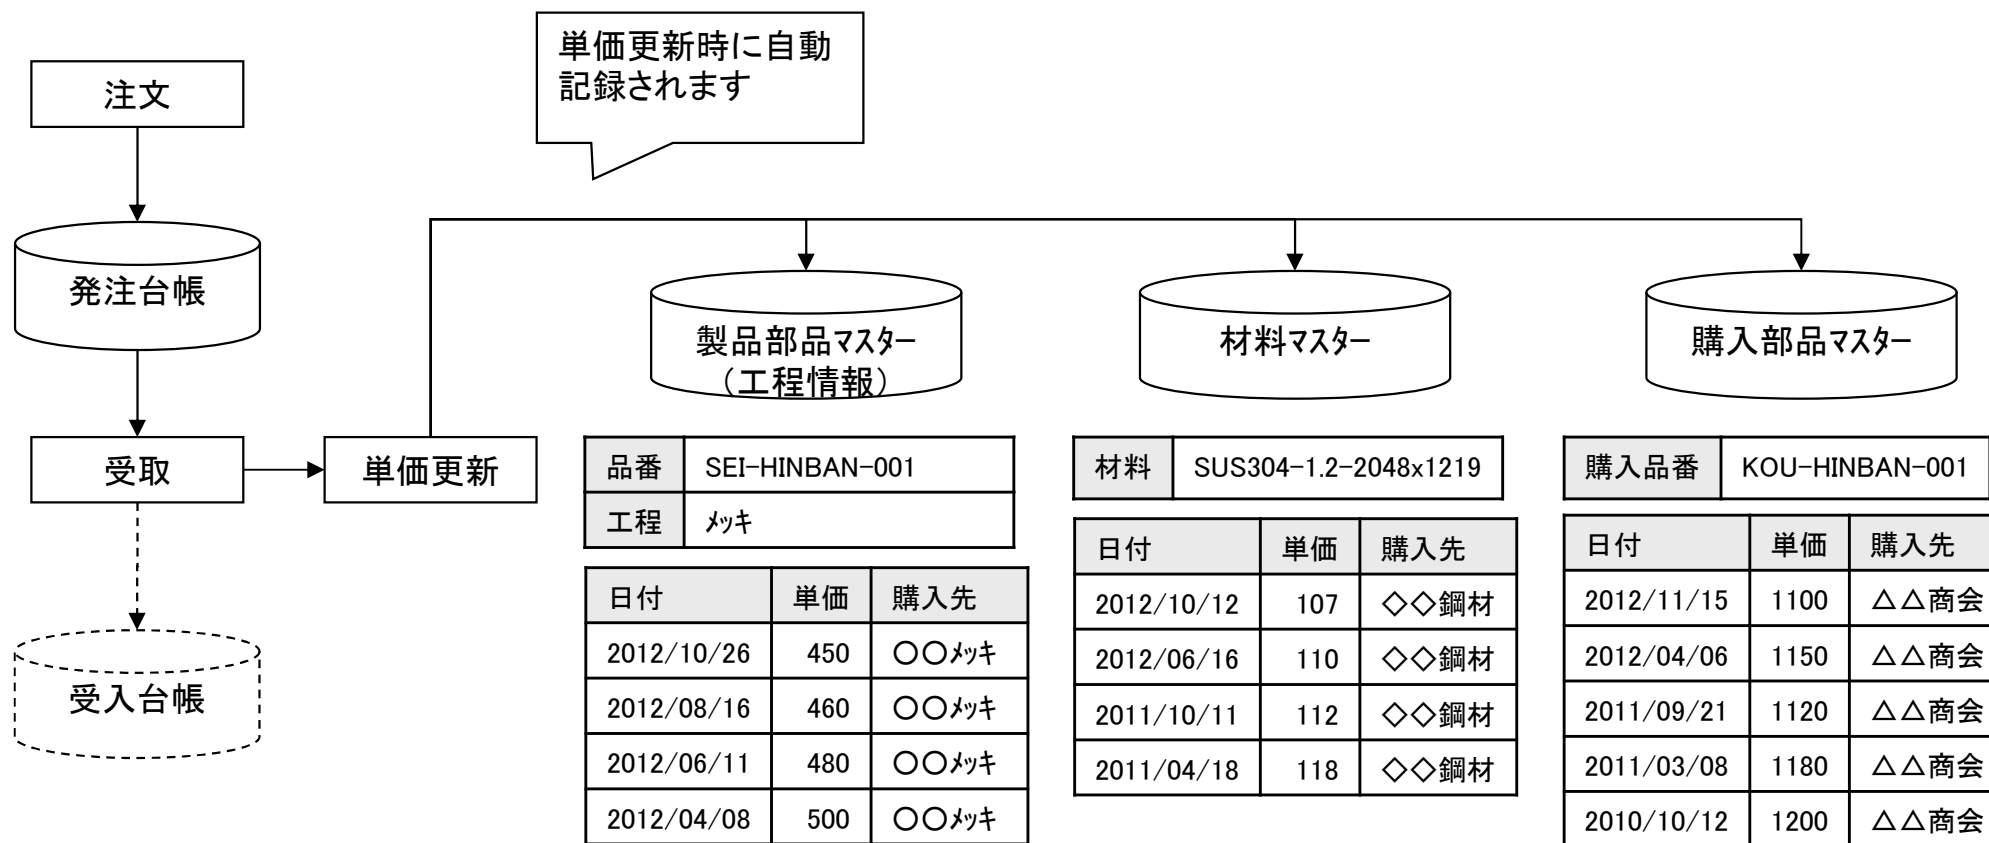 単価更新時に自動
記録されます
注文
発注台帳
製品部品ﾏｽﾀｰ
(工程情報)
材料ﾏｽﾀｰ
購入部品ﾏｽﾀｰ
受取
単価更新
受入台帳
品番 SEI-HINBAN-001
工程 ﾒｯｷ
日付 単価 購入先
2012/10/26 450 〇〇ﾒｯｷ
2012/08/16 460 〇〇ﾒｯｷ
2012/06/11 480 〇〇ﾒｯｷ
2012/04/08 500 〇〇ﾒｯｷ
材料 SUS304-1.2-2048x1219
日付 単価 購入先
2012/10/12 107 ◇◇鋼材
2012/06/16 110 ◇◇鋼材
2011/10/11 112 ◇◇鋼材
2011/04/18 118 ◇◇鋼材
購入品番 KOU-HINBAN-001
日付 単価 購入先
2012/11/15 1100 △△商会
2012/04/06 1150 △△商会
2011/09/21 1120 △△商会
2011/03/08 1180 △△商会
2010/10/12 1200 △△商会